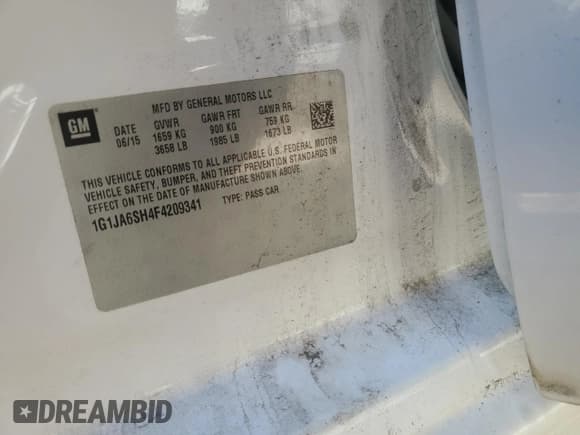 GM
MFD BY GENERAL MOTORS LLC
DATE GVWR GAWR FRT GAWR RR
06/15 1659 KG 900 KG 759 KG
3658 LB 1985 LB 1673 LB
THIS VEHICLE CONFORMS TO ALL APPLICABLE U.S. FEDERAL MOTOR
VEHICLE SAFETY, BUMPER, AND THEFT PREVENTION STANDARDS IN
EFFECT ON THE DATE OF MANUFACTURE SHOWN ABOVE.
1G1JA6SH4F4209341 TYPE: PASS CAR
DREAMBID